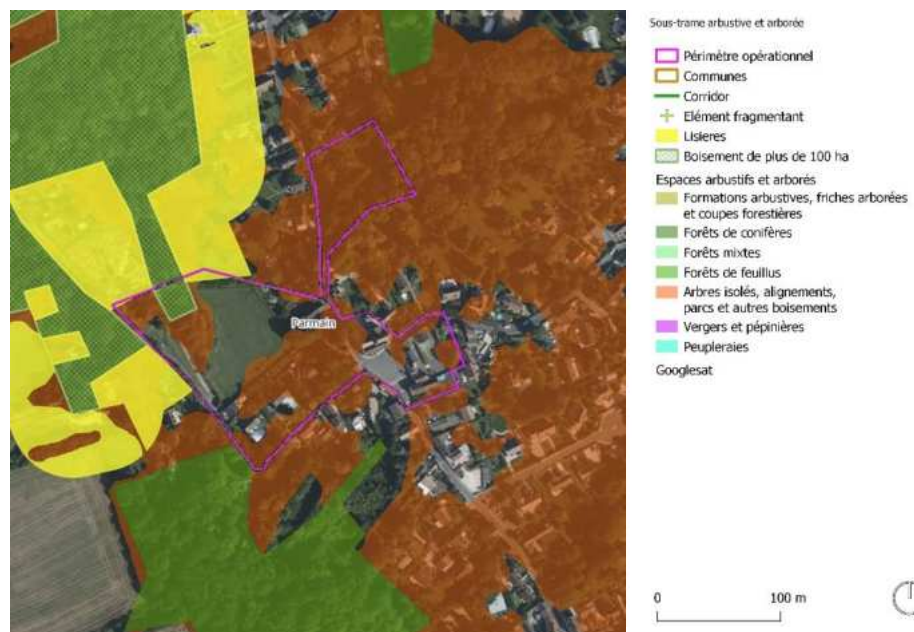 Sous-trame arbustive et arborée
Périmètre opérationnel
Communes
Corridor
Elément fragmentant
Lisieres
Boisement de plus de 100 ha
Espaces arbustifs et arborés
Formations arbustives, friches arborées
et coupes forestières
Forêts de conifères
Forêts mixtes
Forêts de feuillus
Arbres isolés, alignements,
parcs et autres boisements
Vergers et pépinières
Peupleraies
Googlesat
Parmain
0 100 m